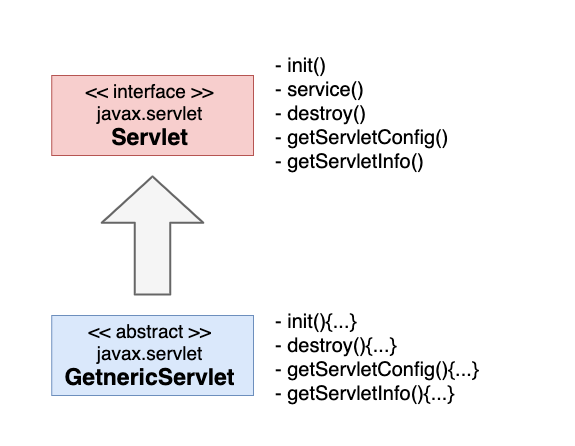 << interface >>
javax.servlet
Servlet
- init()
- service()
- destroy()
- getServletConfig()
- getServletInfo()
<< abstract >>
javax.servlet
GetnericServlet
- init(){...}
- destroy(){...}
- getServletConfig(){...}
- getServletInfo(){...}